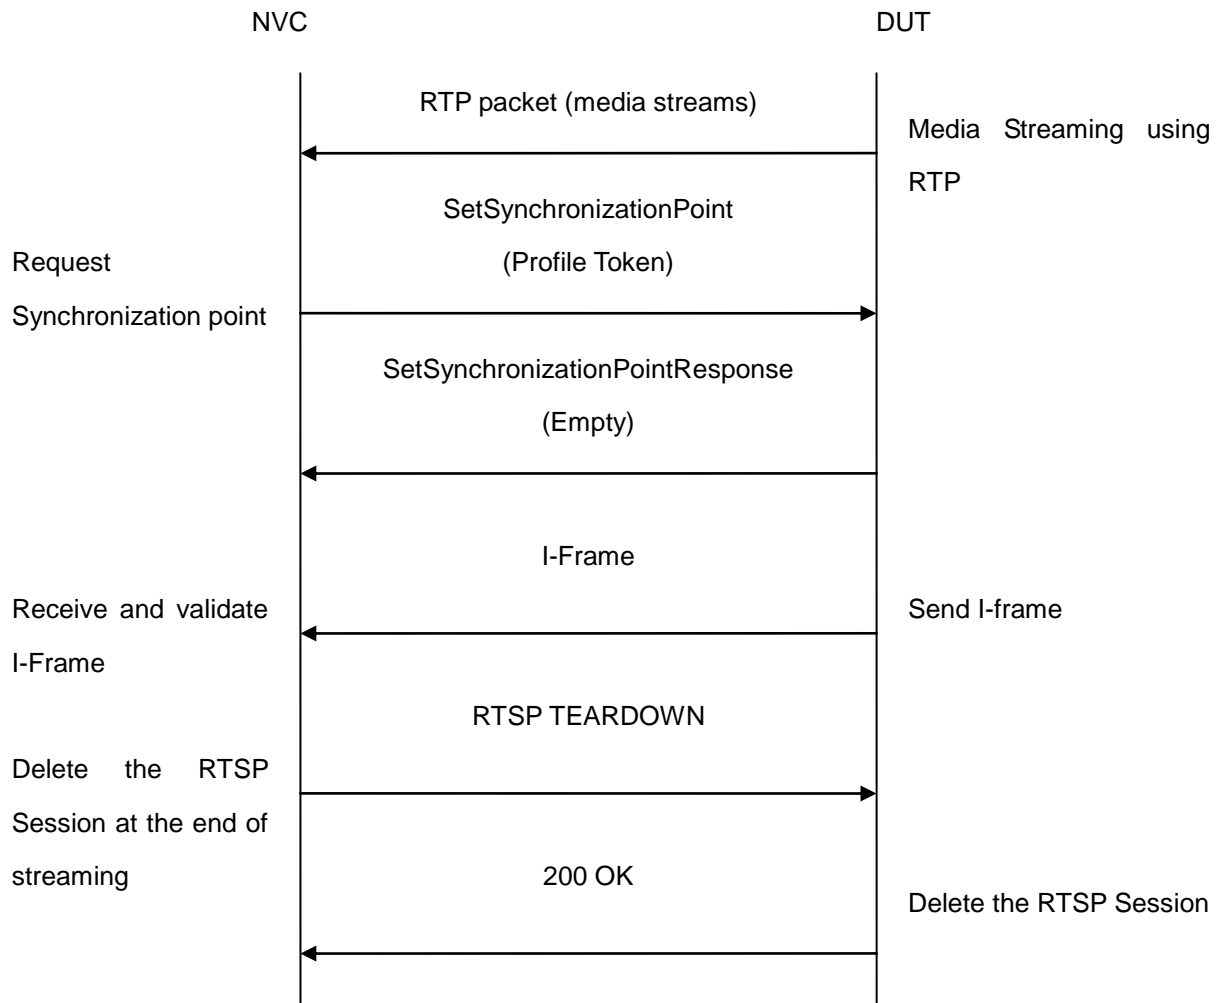 NVC DUT
RTP packet (media streams)
Media Streaming using
RTP
SetSynchronizationPoint
Request
(Profile Token)
Synchronization point
SetSynchronizationPointResponse
(Empty)
I-Frame
Receive and validate
I-Frame
Send I-frame
RTSP TEARDOWN
Delete the RTSP
Session at the end of
streaming
200 OK
Delete the RTSP Session